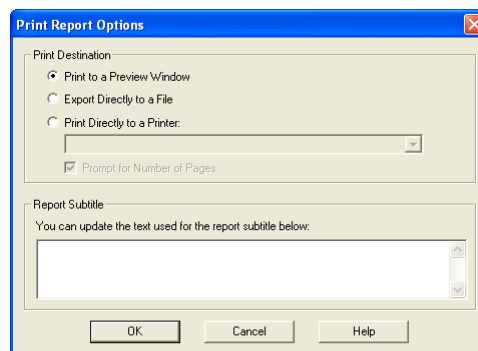 Print Report Options
Print Destination
Print to a Preview Window
Export Directly to a File
Print Directly to a Printer:
Prompt for Number of Pages
Report Subtitle
You can update the text used for the report subtitle below:
OK Cancel Help